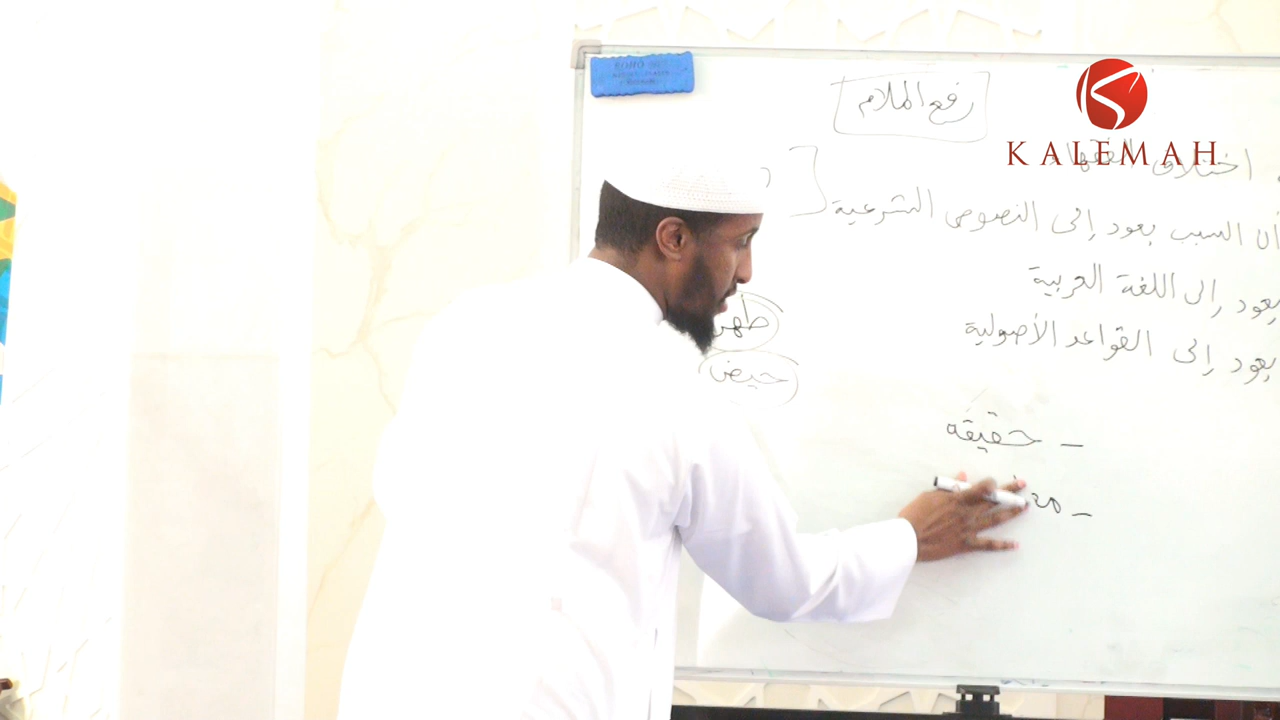 رفع الملام
KALEMAH
اختلاف الفقهاء
أن السبب يعود إلى النصوص الشرعية
يعود إلى اللغة العربية
يعود إلى القواعد الأصولية
طهر
حيض
- حقيقة
-